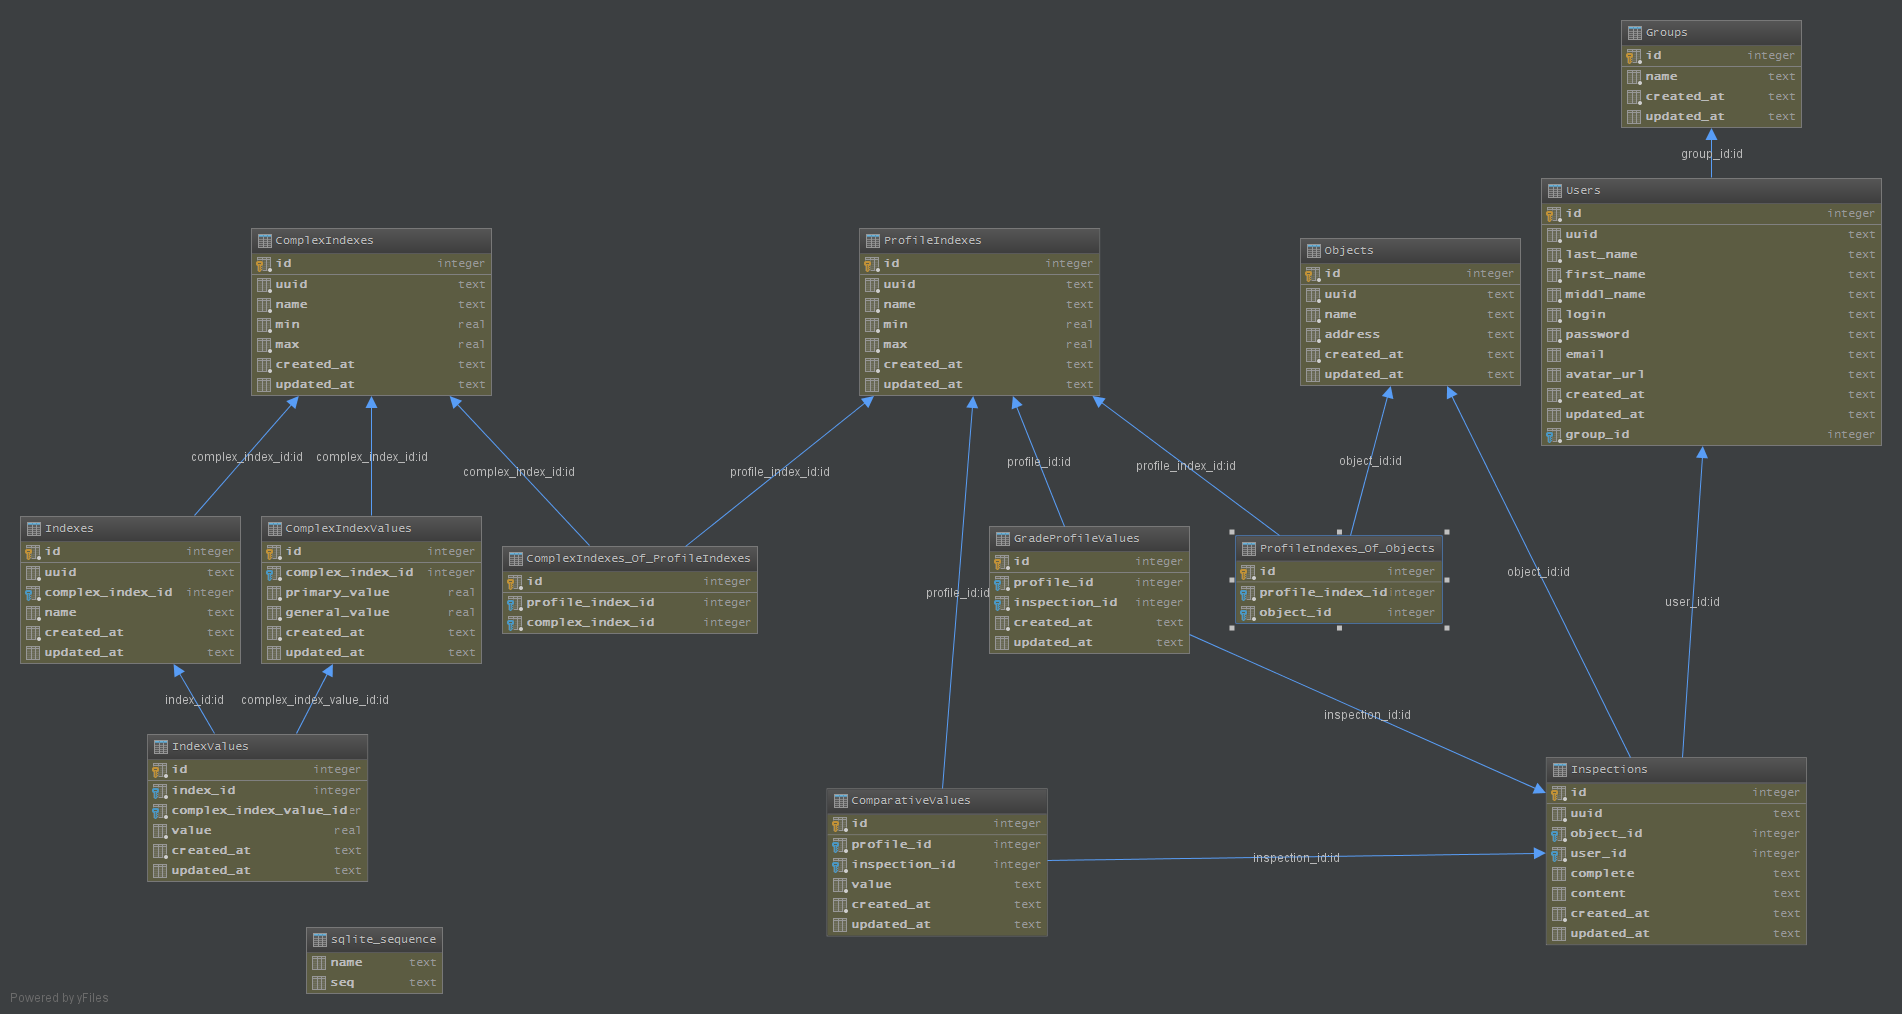 Groups
id integer
name text
created_at text
updated_at text
group_id:id
Users
id integer
uuid text
last_name text
first_name text
middl_name text
login text
password text
email text
avatar_url text
created_at text
updated_at text
group_id integer
ComplexIndexes
id integer
uuid text
name text
min real
max real
created_at text
updated_at text
ProfileIndexes
id integer
uuid text
name text
min real
max real
created_at text
updated_at text
Objects
id integer
uuid text
name text
address text
created_at text
updated_at text
complex_index_id:id
complex_index_id:id
complex_index_id:id
profile_index_id:id
profile_id:id
profile_index_id:id
object_id:id
Indexes
id integer
uuid text
complex_index_id integer
name text
created_at text
updated_at text
ComplexIndexValues
id integer
complex_index_id integer
primary_value real
general_value real
created_at text
updated_at text
ComplexIndexes_Of_ProfileIndexes
id integer
profile_index_id integer
complex_index_id integer
profile_id:id
GradeProfileValues
id integer
profile_id integer
inspection_id integer
created_at text
updated_at text
ProfileIndexes_Of_Objects
id integer
profile_index_id integer
object_id integer
object_id:id
user_id:id
index_id:id
complex_index_value_id:id
inspection_id:id
IndexValues
id integer
index_id integer
complex_index_value_id er
value real
created_at text
updated_at text
ComparativeValues
id integer
profile_id integer
inspection_id integer
value text
created_at text
updated_at text
inspection_id:id
Inspections
id integer
uuid text
object_id integer
user_id integer
complete text
content text
created_at text
updated_at text
sqlite_sequence
name text
seq text
Powered by yFiles